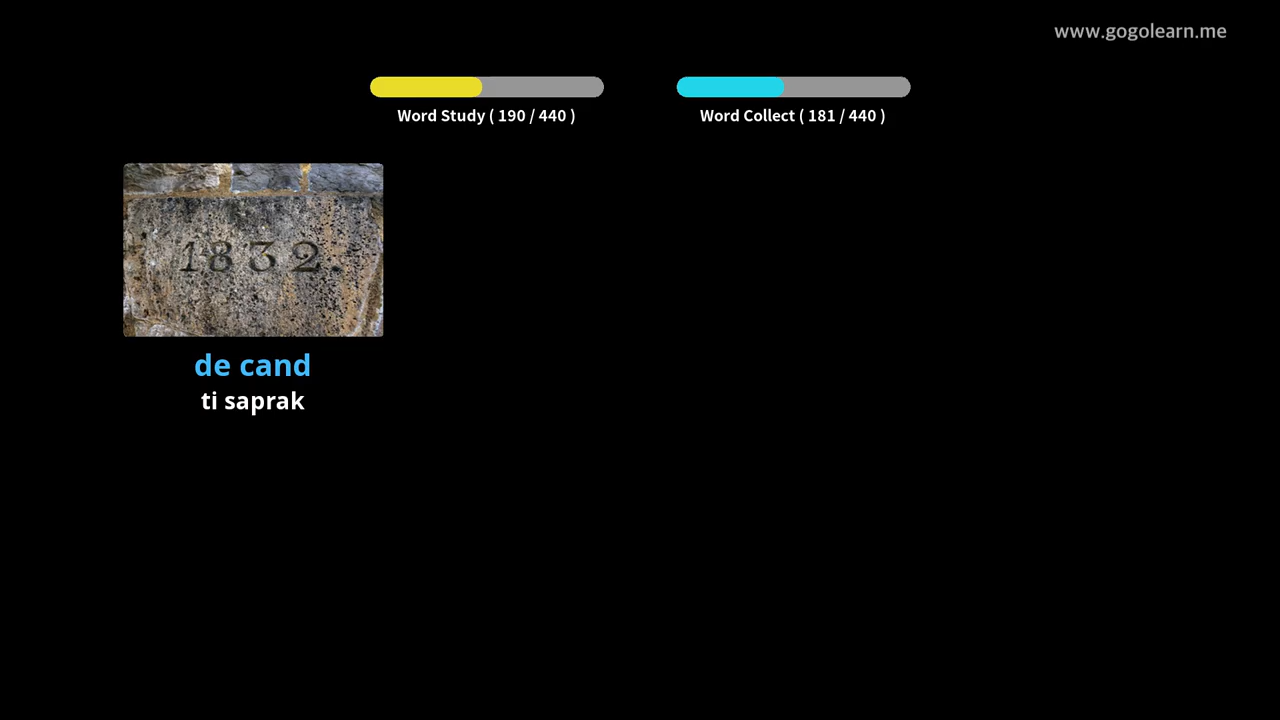 www.gogolearn.me
Word Study ( 190 / 440 )
Word Collect ( 181 / 440 )
1832.
de cand
ti saprak